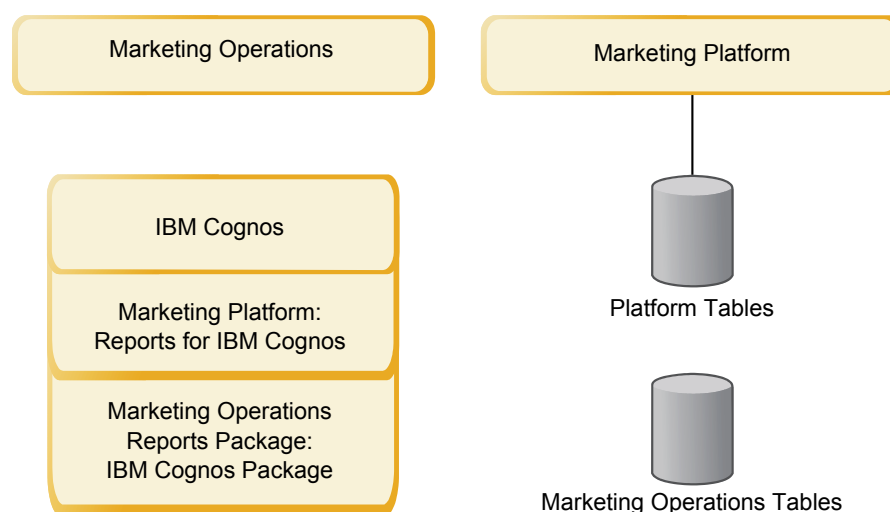 Marketing Operations
Marketing Platform
IBM Cognos
Marketing Platform:
Reports for IBM Cognos
Platform Tables
Marketing Operations
Reports Package:
IBM Cognos Package
Marketing Operations Tables